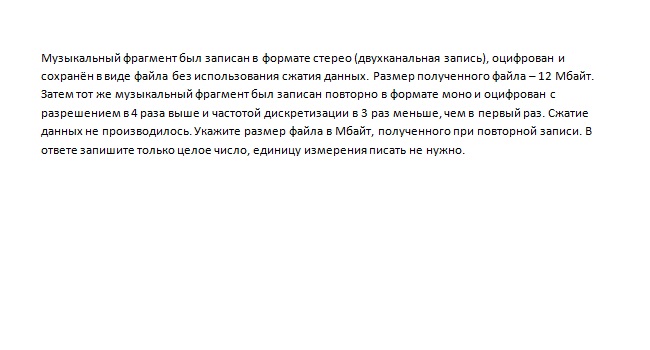 Музыкальный фрагмент был записан в формате стерео (двухканальная запись), оцифрован и
сохранён в виде файла без использования сжатия данных. Размер полученного файла – 12 Мбайт.
Затем тот же музыкальный фрагмент был записан повторно в формате моно и оцифрован с
разрешением в 4 раза выше и частотой дискретизации в 3 раз меньше, чем в первый раз. Сжатие
данных не производилось. Укажите размер файла в Мбайт, полученного при повторной записи. В
ответе запишите только целое число, единицу измерения писать не нужно.